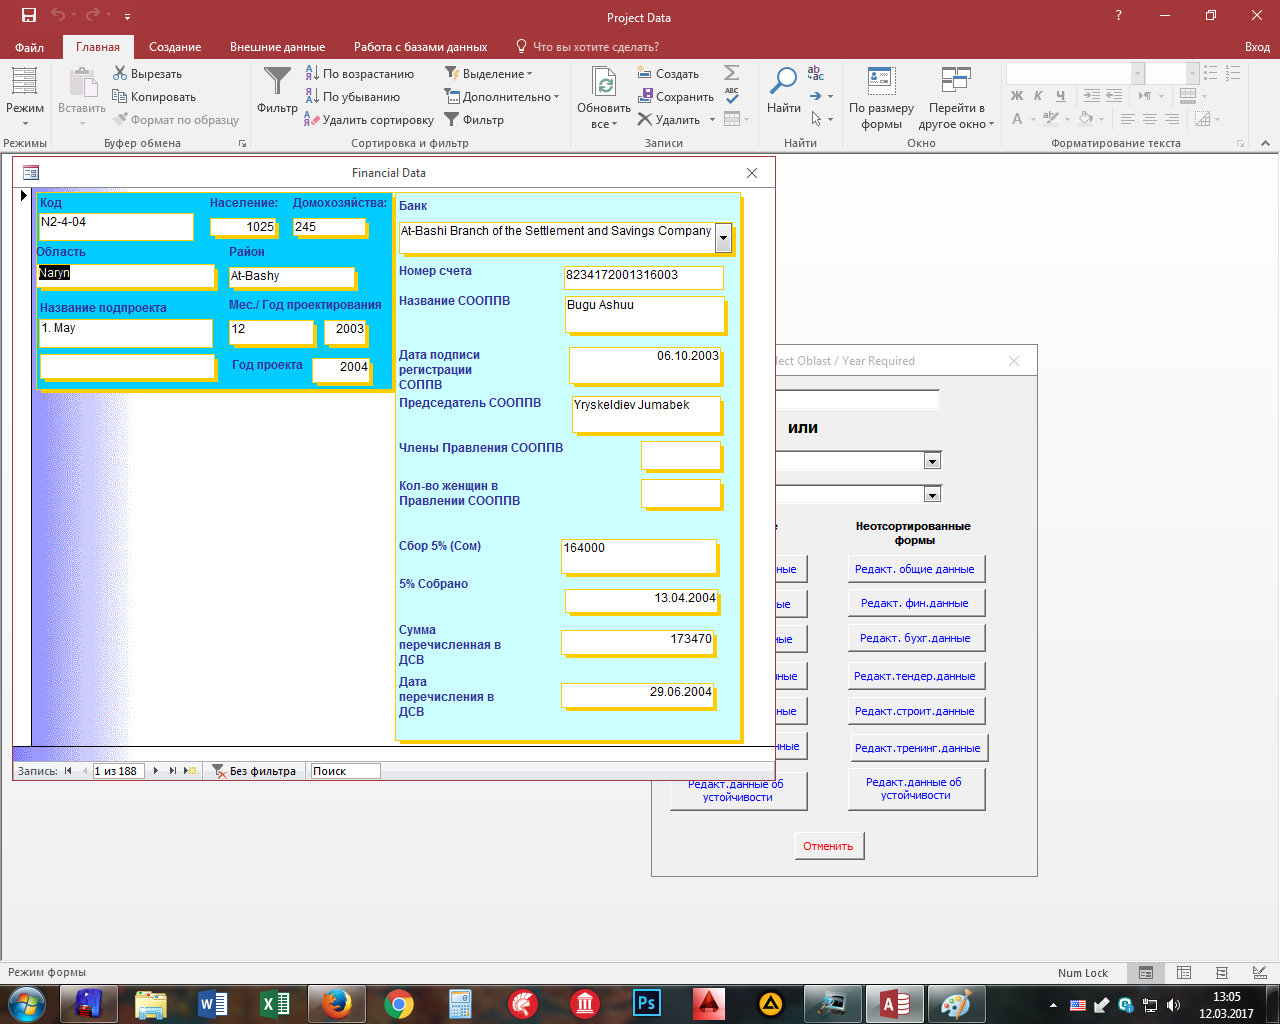 Project Data
?
Файл
Главная
Создание
Внешние данные
Работа с базами данных
Что вы хотите сделать?
Вход
Режим
Режимы
Вставить
Вырезать
Копировать
Формат по образцу
Буфер обмена
Фильтр
По возрастанию
По убыванию
Удалить сортировку
Выделение
Дополнительно
Фильтр
Сортировка и фильтр
Обновить
все
Создать
Сохранить
Удалить
Записи
Найти
Найти
По размеру
формы
Перейти в
другое окно
Окно
Ж К Ч
Форматирование текста
Financial Data
Код
N2-4-04
Население:
1025
Домохозяйства:
245
Область
Naryn
Район
At-Bashy
Название подпроекта
1. May
Мес./ Год проектирования
12
2003
Год проекта
2004
Банк
At-Bashi Branch of the Settlement and Savings Company
Номер счета
8234172001316003
Название СООППВ
Bugu Ashuu
Дата подписи
регистрации
СОППВ
06.10.2003
Председатель СООППВ
Yryskeldiev Jumabek
Члены Правления СООППВ
Кол-во женщин в
Правлении СООППВ
Сбор 5% (Сом)
164000
5% Собрано
13.04.2004
Сумма
перечисленная в
ДСВ
173470
Дата
перечисления в
ДСВ
29.06.2004
Запись:
1 из 188
Без фильтра
Поиск
lect Oblast / Year Required
или
Неотсортированные
формы
Редакт. общие данные
Редакт. фин.данные
Редакт. бухг.данные
Редакт.тендер.данные
Редакт.строит.данные
Редакт.тренинг.данные
Редакт.данные об
устойчивости
Редакт.данные об
устойчивости
Отменить
Режим формы
Num Lock
13:05
12.03.2017